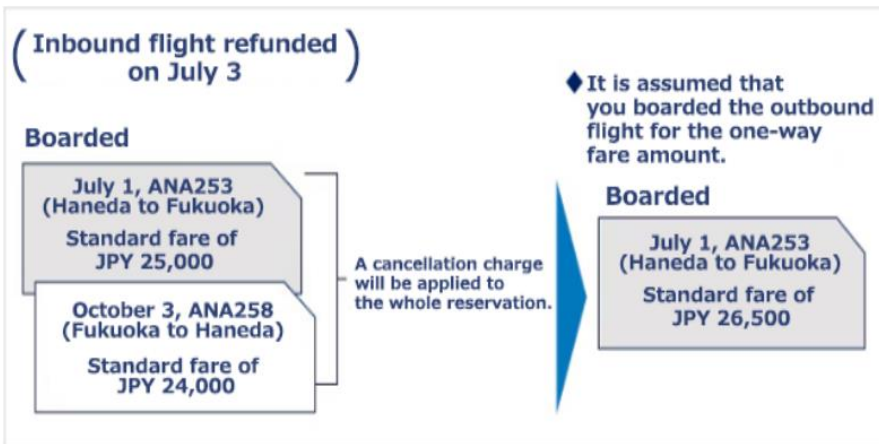 (Inbound flight refunded
on July 3)
Boarded
July 1, ANA253
(Haneda to Fukuoka)
Standard fare of
JPY 25,000
October 3, ANA258
(Fukuoka to Haneda)
Standard fare of
JPY 24,000
A cancellation charge
will be applied to
the whole reservation.
◆It is assumed that
you boarded the outbound
flight for the one-way
fare amount.
Boarded
July 1, ANA253
(Haneda to Fukuoka)
Standard fare of
JPY 26,500